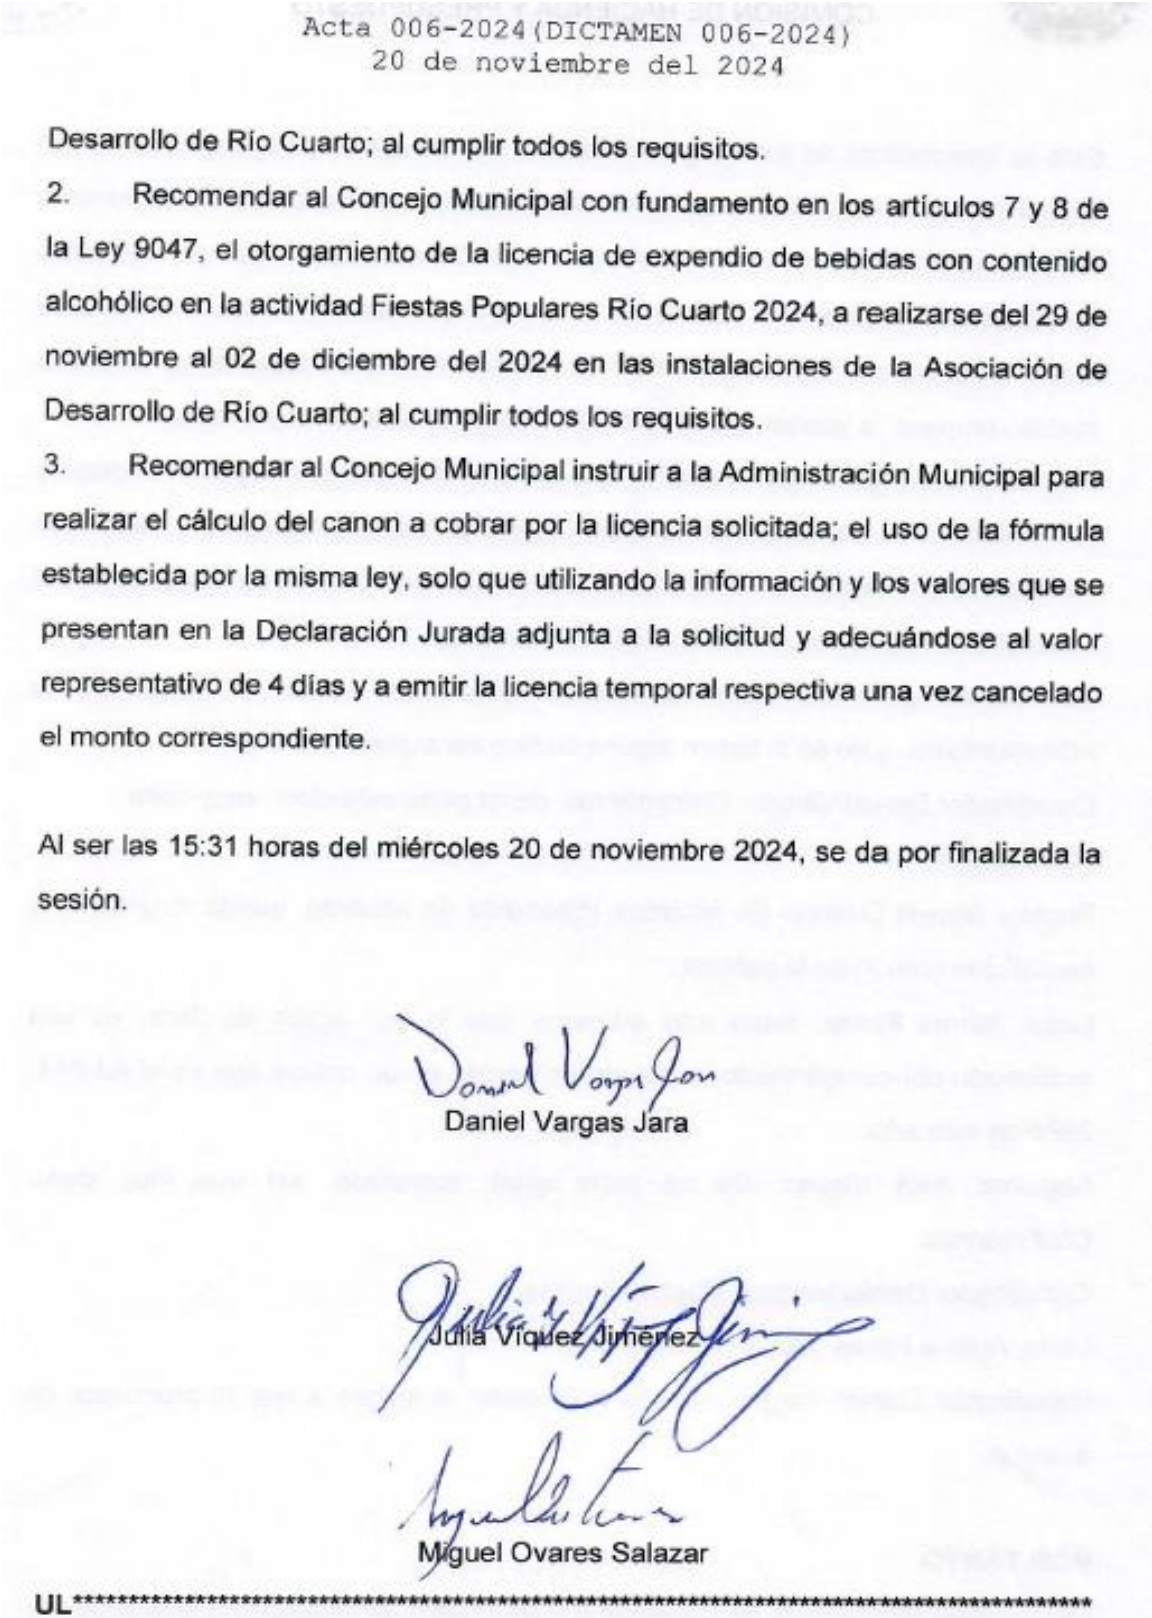 Acta 006-2024(DICTAMEN 006-2024)
20 de noviembre del 2024
Desarrollo de Río Cuarto; al cumplir todos los requisitos.
2. Recomendar al Concejo Municipal con fundamento en los artículos 7 y 8 de
la Ley 9047, el otorgamiento de la licencia de expendio de bebidas con contenido
alcohólico en la actividad Fiestas Populares Río Cuarto 2024, a realizarse del 29 de
noviembre al 02 de diciembre del 2024 en las instalaciones de la Asociación de
Desarrollo de Río Cuarto; al cumplir todos los requisitos.
3. Recomendar al Concejo Municipal instruir a la Administración Municipal para
realizar el cálculo del canon a cobrar por la licencia solicitada; el uso de la fórmula
establecida por la misma ley, solo que utilizando la información y los valores que se
presentan en la Declaración Jurada adjunta a la solicitud y adecuándose al valor
representativo de 4 días y a emitir la licencia temporal respectiva una vez cancelado
el monto correspondiente.
Al ser las 15:31 horas del miércoles 20 de noviembre 2024, se da por finalizada la
sesión.
Daniel Vargas Jara
Daniel Vargas Jara
Julia Víquez Jiménez
Miguel Ovares Salazar
UL******************************************************************************************